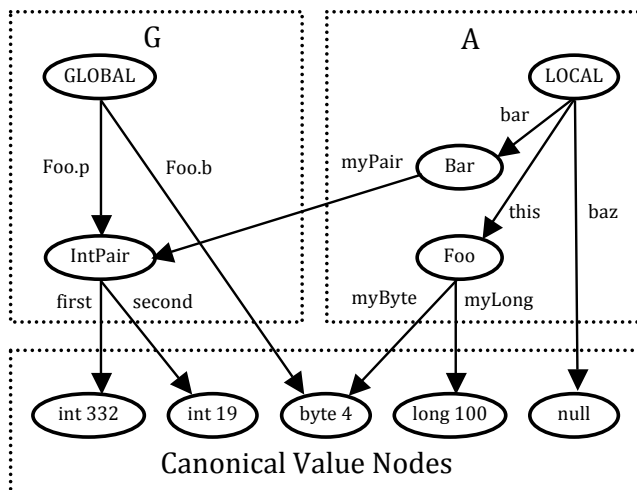 G
A
GLOBAL
LOCAL
bar
myPair
Bar
Foo.p
Foo.b
this
baz
IntPair
Foo
first
second
myByte
myLong
int 332
int 19
byte 4
long 100
null
Canonical Value Nodes